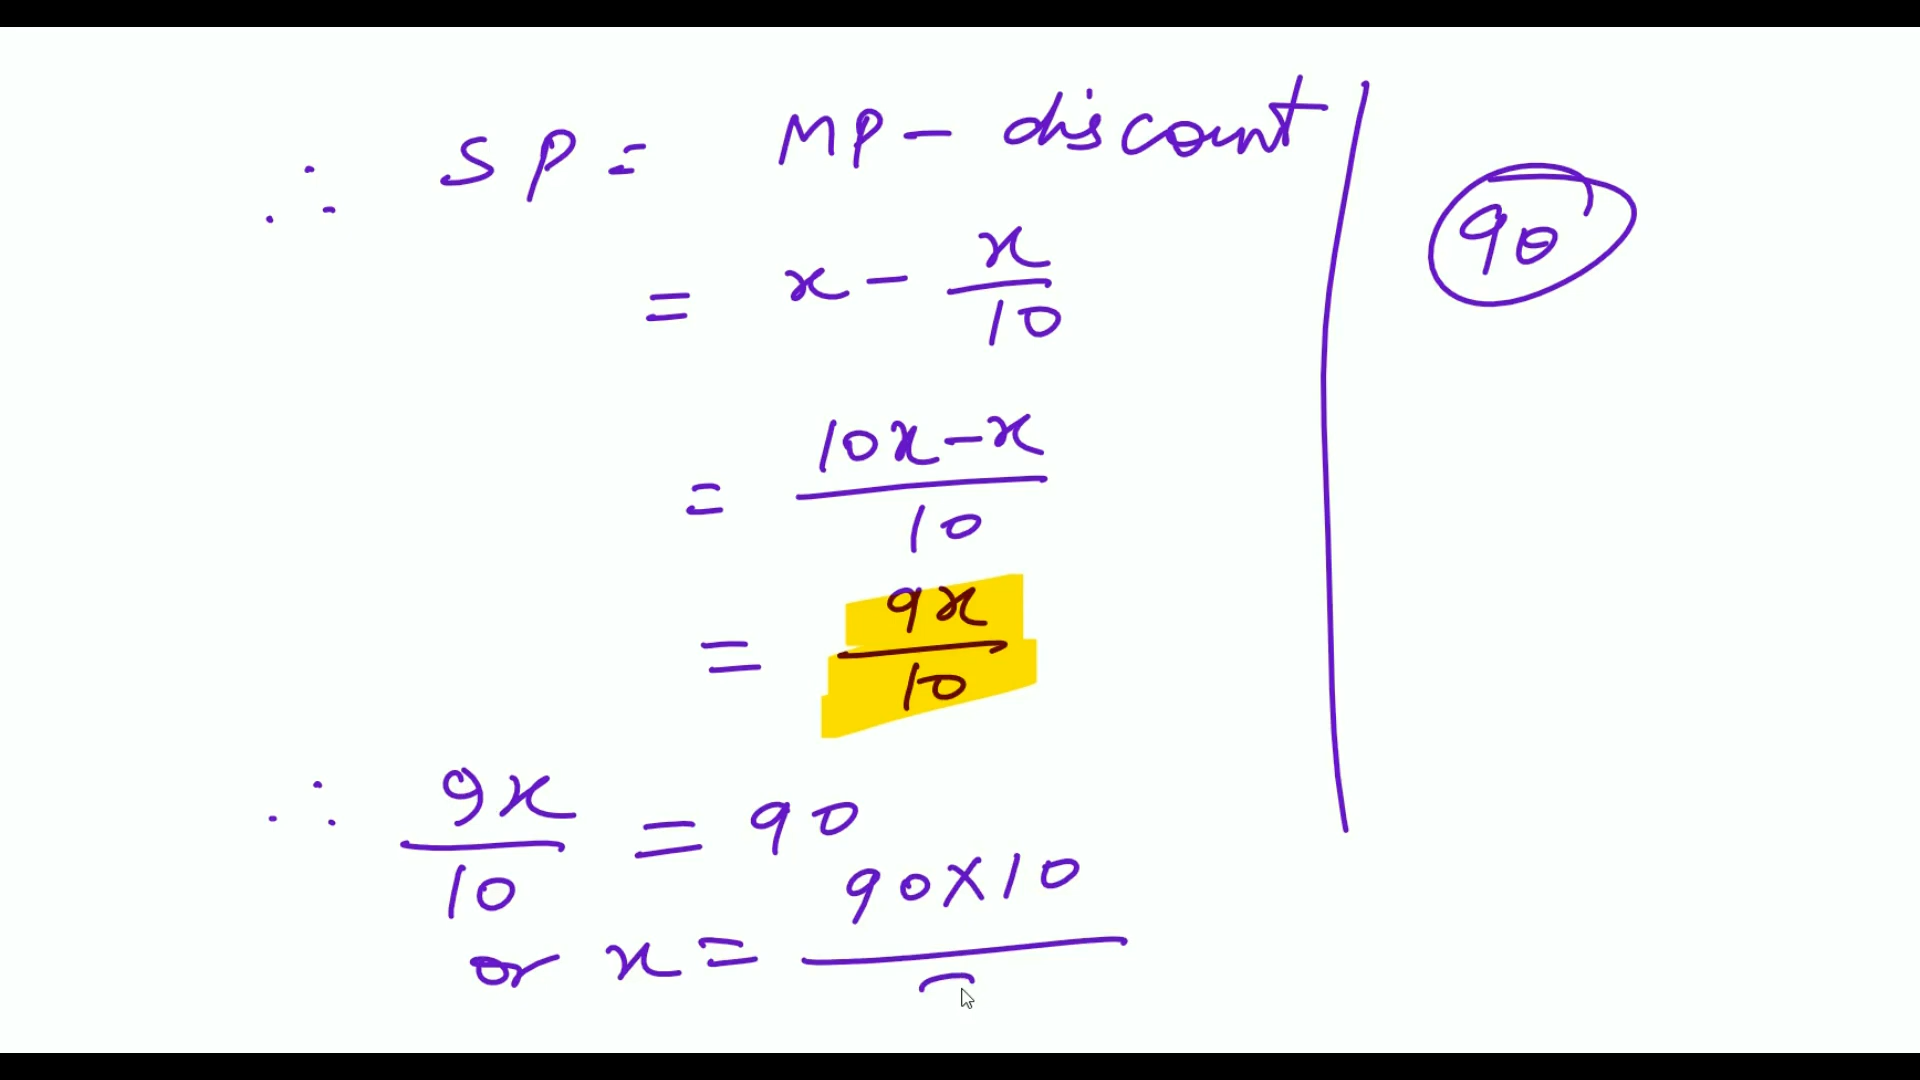 ∴ SP = MP - discount
90
= x - x/10
= 10x-x/10
= 9x/10
∴ 9x/10 = 90
or x = 90×10/